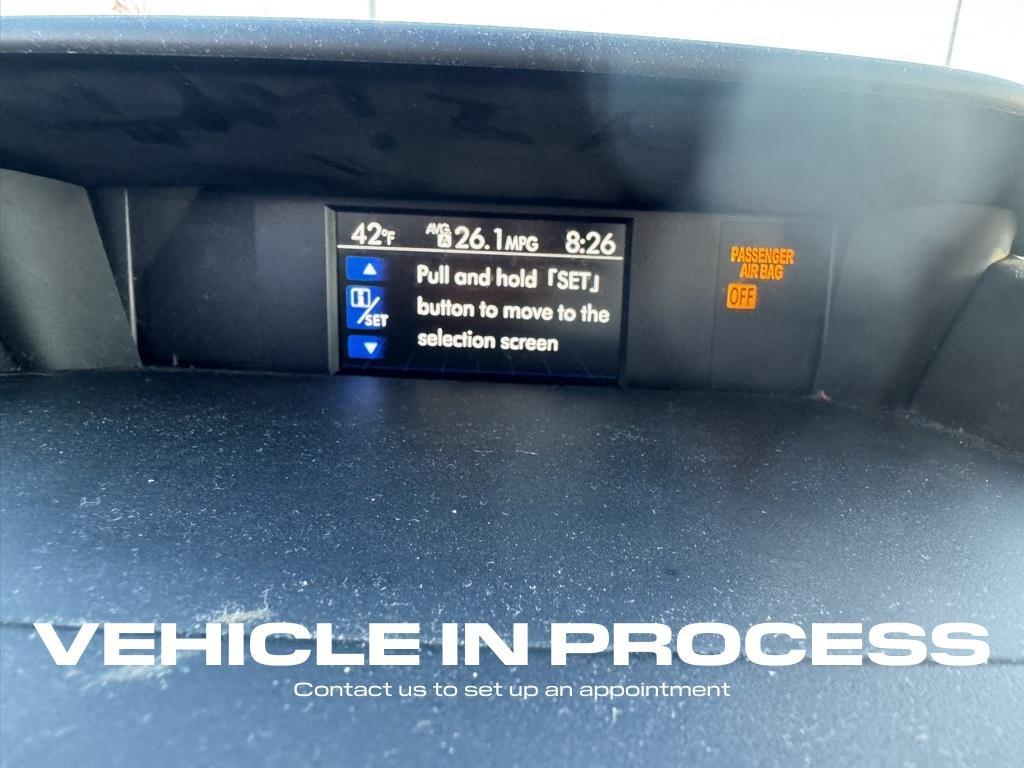 42°F AVG A 26.1 MPG 8:26
Pull and hold「SET」
button to move to the
selection screen
i/SET
PASSENGER
AIR BAG
OFF
VEHICLE IN PROCESS
Contact us to set up an appointment